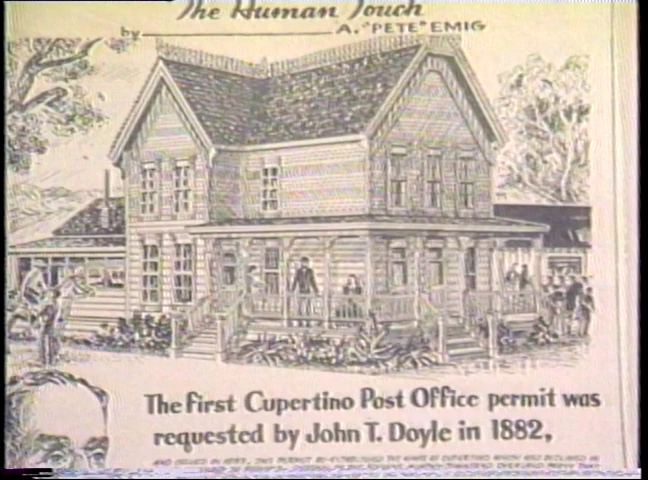 The Human Touch
by A. "PETE" EMIG
The first Cupertino Post Office permit was
requested by John T. Doyle in 1882,